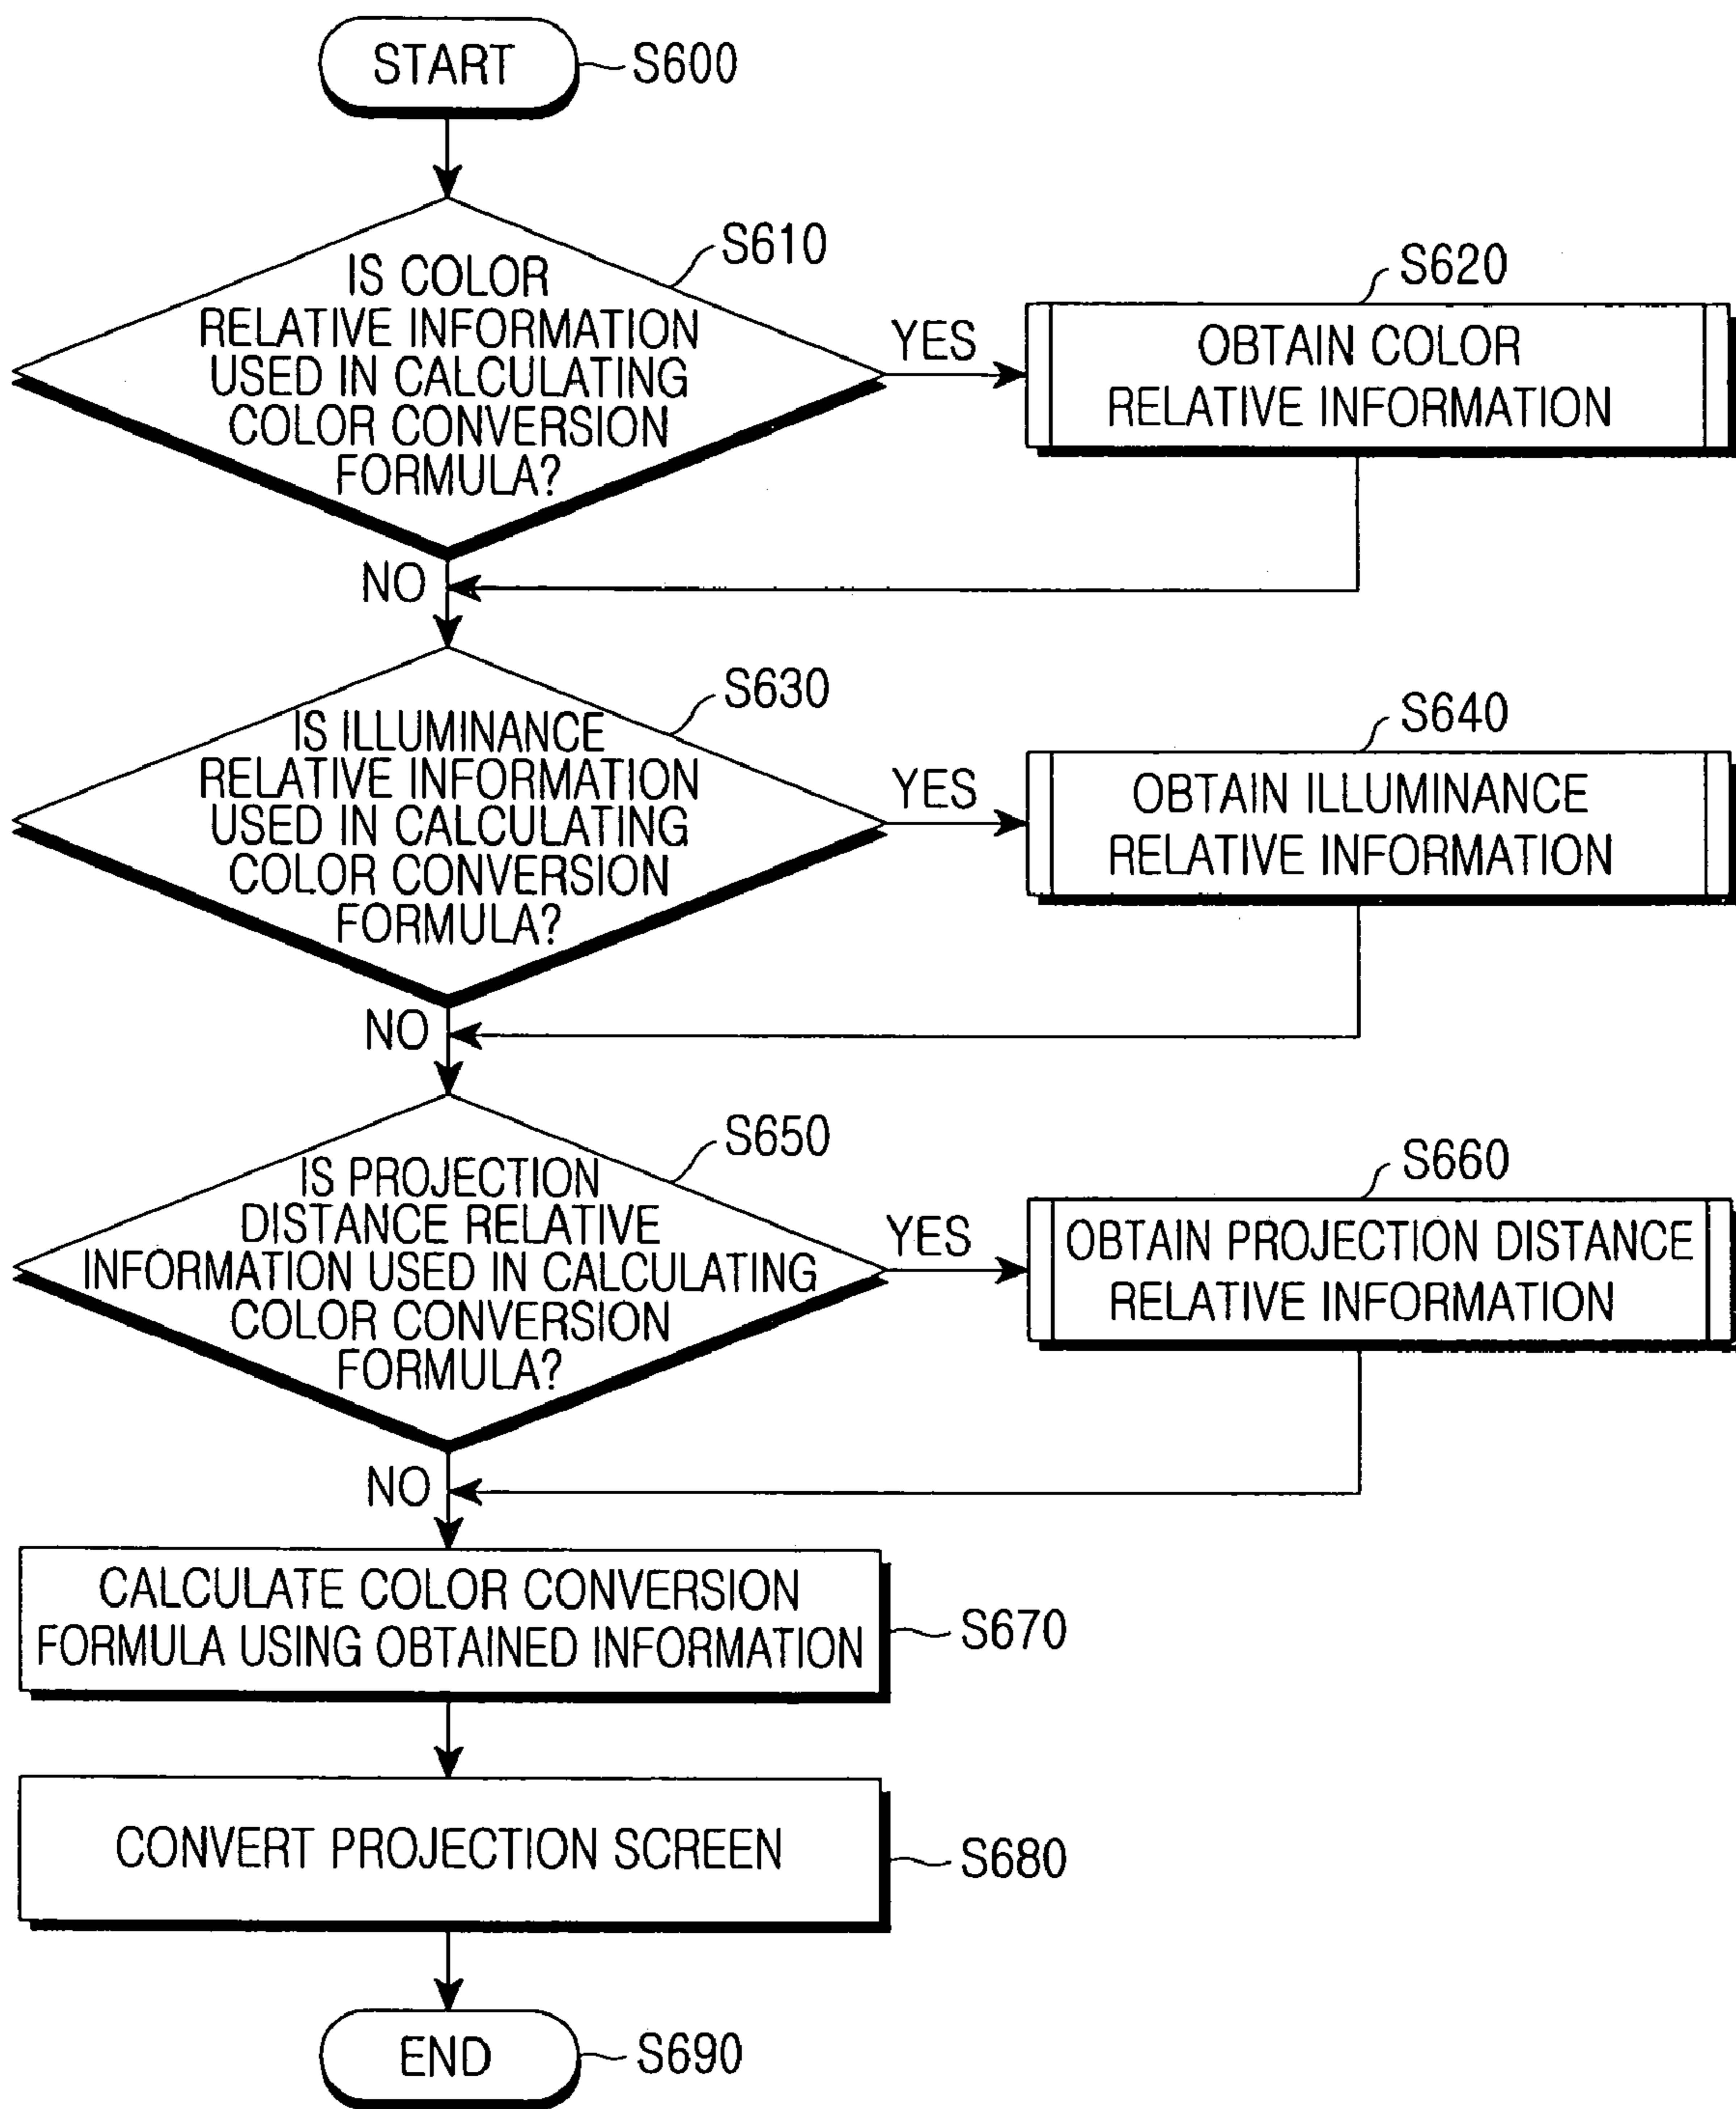 START
S600
S610
IS COLOR
RELATIVE INFORMATION
USED IN CALCULATING
COLOR CONVERSION
FORMULA?
YES
S620
OBTAIN COLOR
RELATIVE INFORMATION
NO
S630
IS ILLUMINANCE
RELATIVE INFORMATION
USED IN CALCULATING
COLOR CONVERSION
FORMULA?
YES
S640
OBTAIN ILLUMINANCE
RELATIVE INFORMATION
NO
S650
IS PROJECTION
DISTANCE RELATIVE
INFORMATION USED IN CALCULATING
COLOR CONVERSION
FORMULA?
YES
S660
OBTAIN PROJECTION DISTANCE
RELATIVE INFORMATION
NO
CALCULATE COLOR CONVERSION
FORMULA USING OBTAINED INFORMATION
S670
CONVERT PROJECTION SCREEN
S680
END
S690